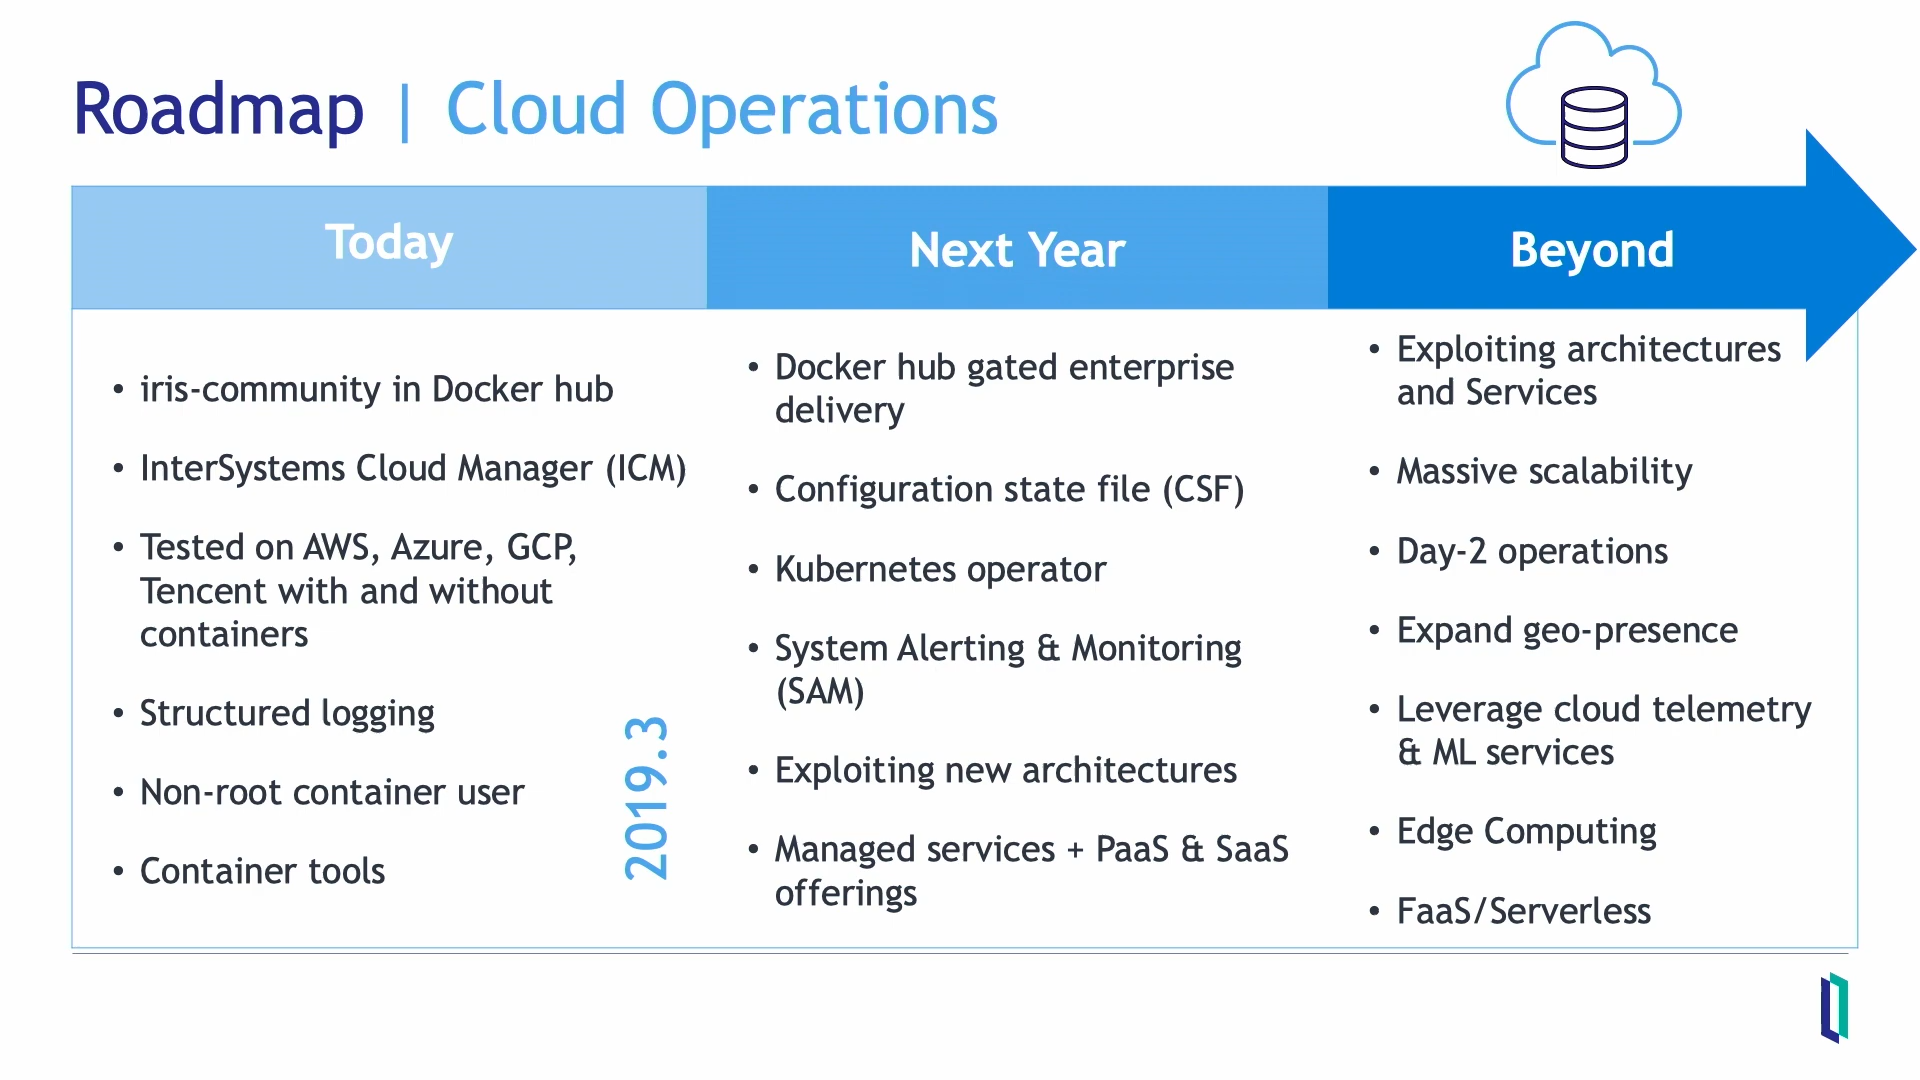 Roadmap | Cloud Operations
Today
Next Year
Beyond
• iris-community in Docker hub
• InterSystems Cloud Manager (ICM)
• Tested on AWS, Azure, GCP,
Tencent with and without
containers
• Structured logging
• Non-root container user
• Container tools
2019.3
• Docker hub gated enterprise
delivery
• Configuration state file (CSF)
• Kubernetes operator
• System Alerting & Monitoring
(SAM)
• Exploiting new architectures
• Managed services + PaaS & SaaS
offerings
• Exploiting architectures
and Services
• Massive scalability
• Day-2 operations
• Expand geo-presence
• Leverage cloud telemetry
& ML services
• Edge Computing
• FaaS/Serverless